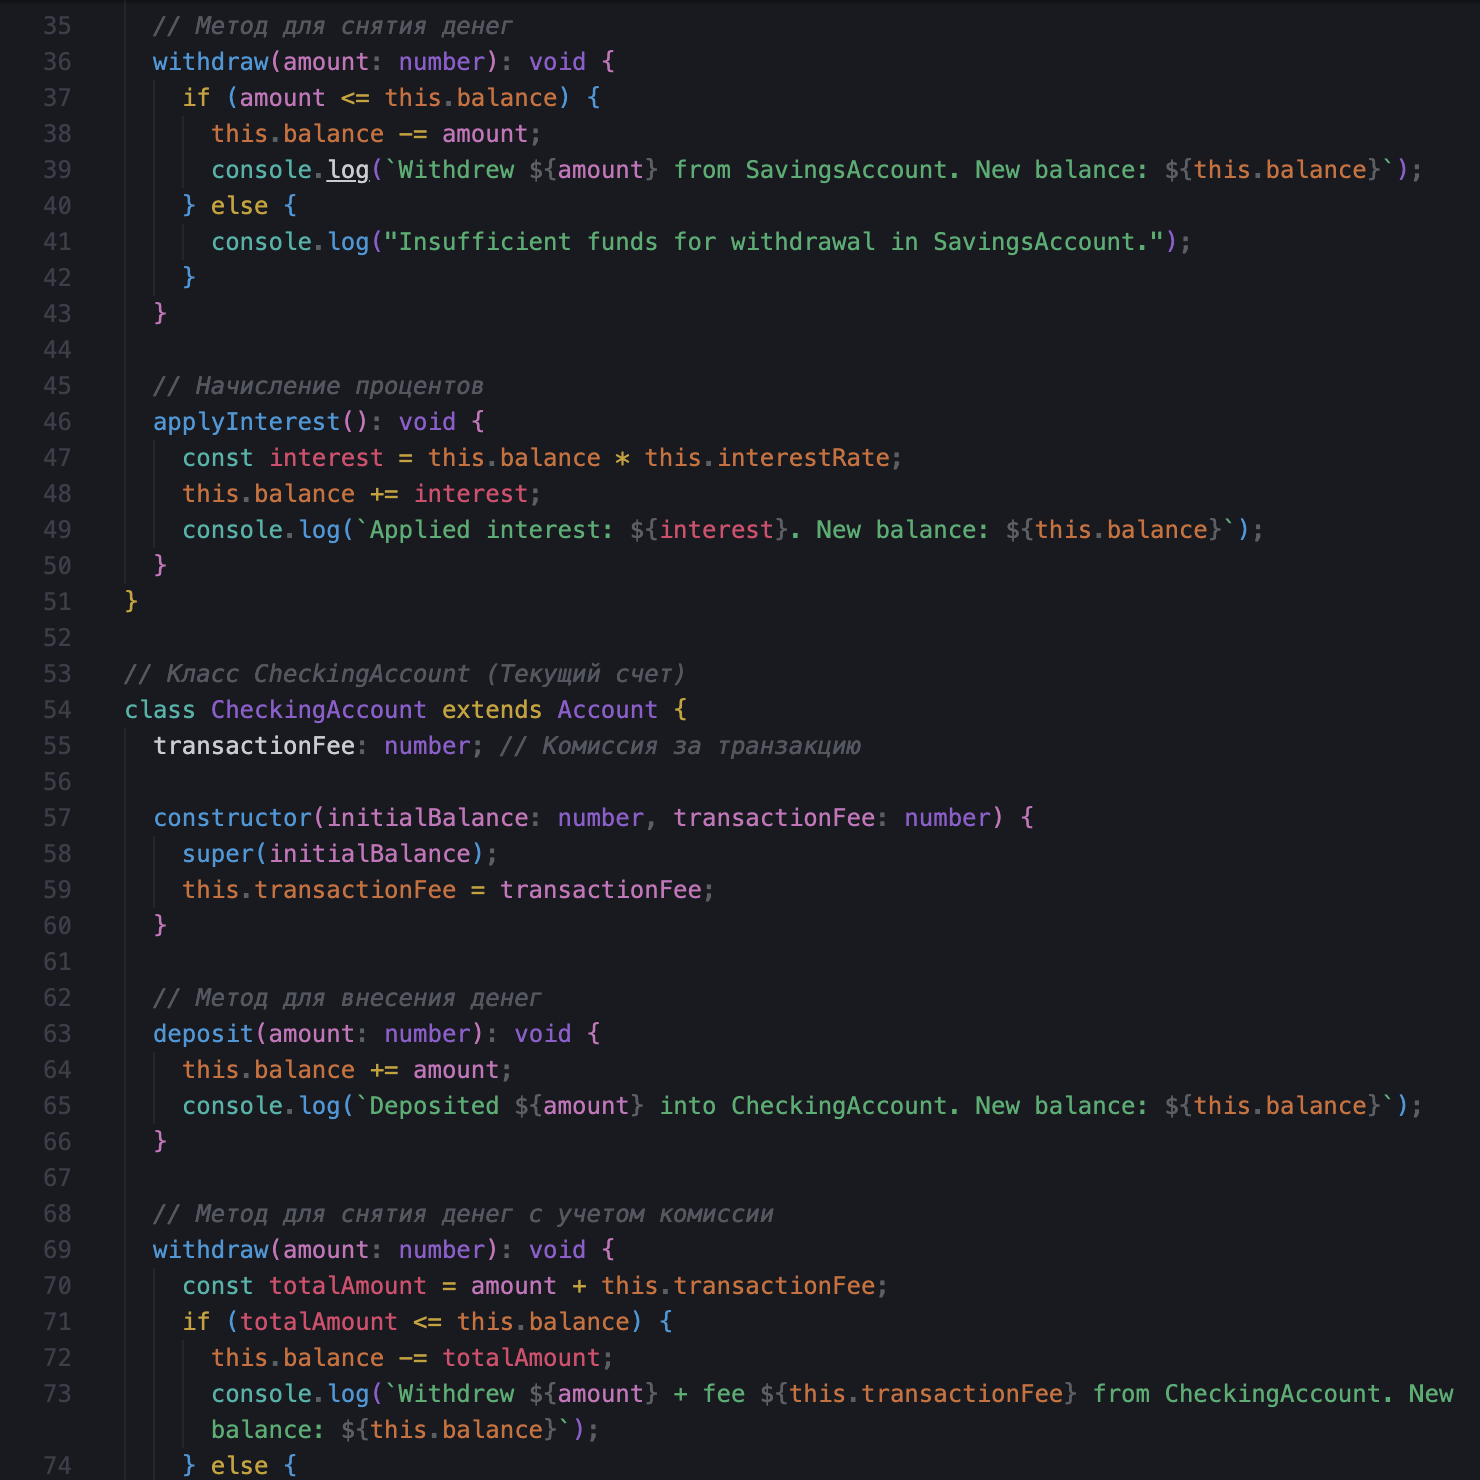 35 // Метод для снятия денег
36 withdraw(amount: number): void {
37 if (amount <= this.balance) {
38 this.balance -= amount;
39 console.log(`Withdrew ${amount} from SavingsAccount. New balance: ${this.balance}`);
40 } else {
41 console.log("Insufficient funds for withdrawal in SavingsAccount.");
42 }
43 }
44
45 // Начисление процентов
46 applyInterest(): void {
47 const interest = this.balance * this.interestRate;
48 this.balance += interest;
49 console.log(`Applied interest: ${interest}. New balance: ${this.balance}`);
50 }
51 }
52
53 // Класс CheckingAccount (Текущий счет)
54 class CheckingAccount extends Account {
55 transactionFee: number; // Комиссия за транзакцию
56
57 constructor(initialBalance: number, transactionFee: number) {
58 super(initialBalance);
59 this.transactionFee = transactionFee;
60 }
61
62 // Метод для внесения денег
63 deposit(amount: number): void {
64 this.balance += amount;
65 console.log(`Deposited ${amount} into CheckingAccount. New balance: ${this.balance}`);
66 }
67
68 // Метод для снятия денег с учетом комиссии
69 withdraw(amount: number): void {
70 const totalAmount = amount + this.transactionFee;
71 if (totalAmount <= this.balance) {
72 this.balance -= totalAmount;
73 console.log(`Withdrew ${amount} + fee ${this.transactionFee} from CheckingAccount. New
balance: ${this.balance}`);
74 } else {